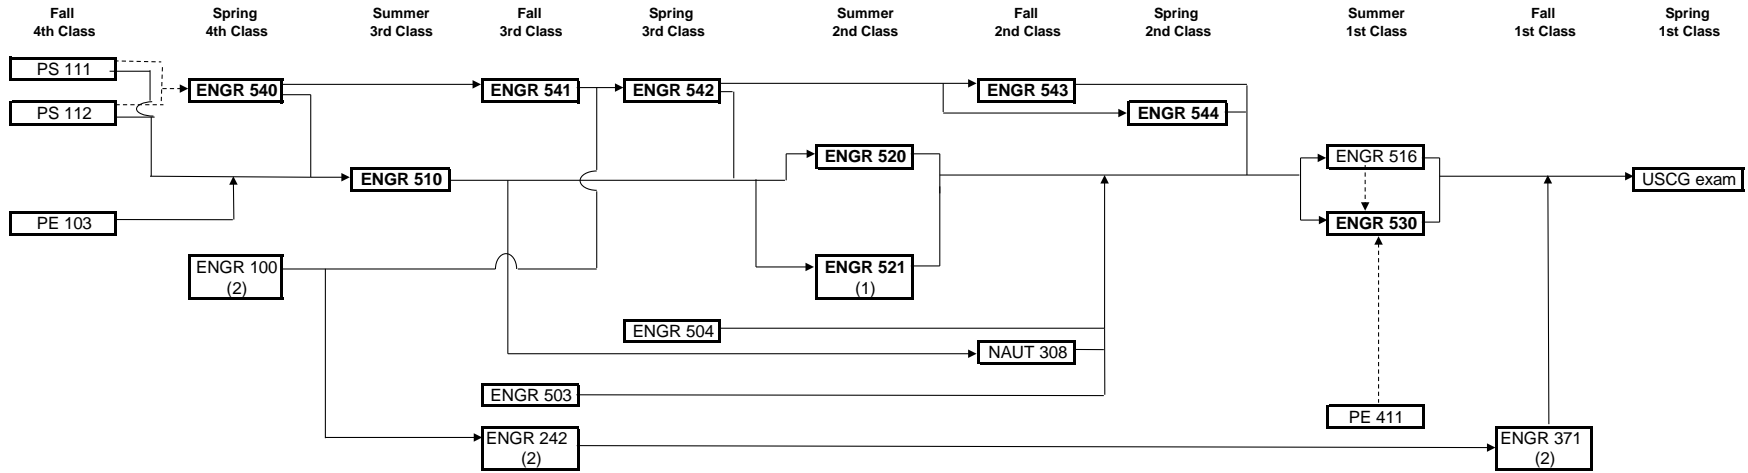 Fall Spring Summer Fall Spring Summer Fall Spring Summer Fall Spring
4th Class 4th Class 3rd Class 3rd Class 3rd Class 2nd Class 2nd Class 2nd Class 1st Class 1st Class 1st Class
PS 111
ENGR 540 ENGR 541 ENGR 542 ENGR 543
PS 112 ENGR 544
ENGR 520 ENGR 516
ENGR 510 USCG exam
PE 103 ENGR 530
ENGR 100 ENGR 521
(2) (1)
ENGR 504
NAUT 308
ENGR 503
PE 411
ENGR 242 ENGR 371
(2) (2)